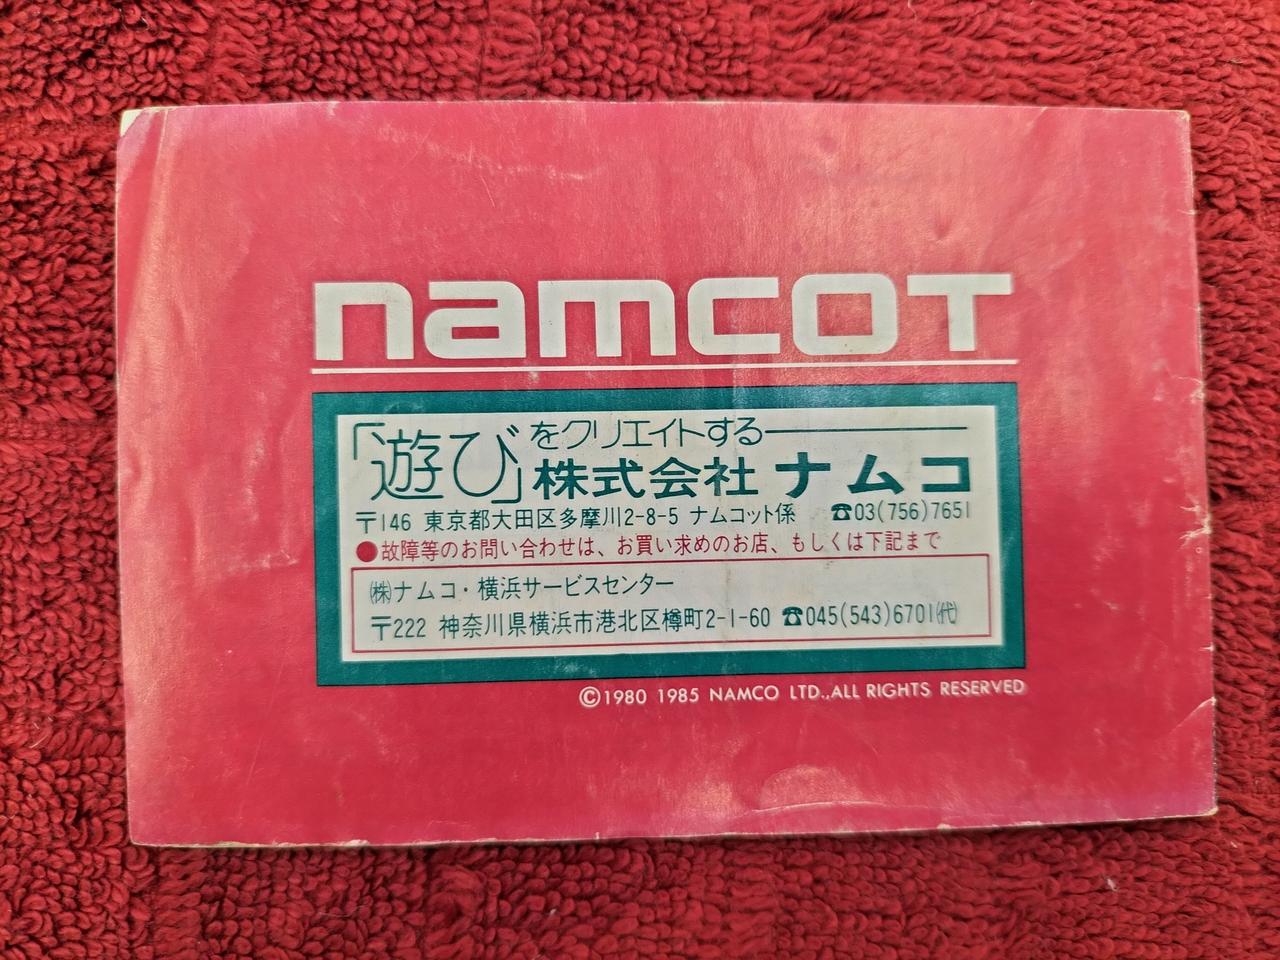 namcot
「遊び」をクリエイトする
株式会社ナムコ
〒146 東京都大田区多摩川2-8-5 ナムコット係 ☎03(756)7651
●故障等のお問い合わせは、お買い求めのお店、もしくは下記まで
㈱ナムコ・横浜サービスセンター
〒222 神奈川県横浜市港北区樽町2-1-60 ☎045(543)6701㈹
©1980 1985 NAMCO LTD.,ALL RIGHTS RESERVED